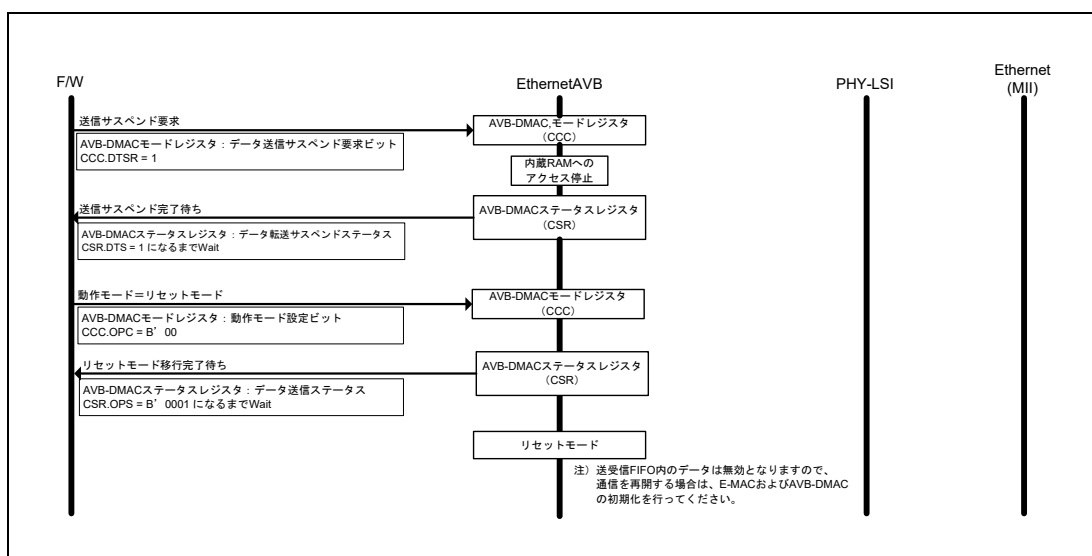 F/W
EthernetAVB
PHY-LSI
Ethernet
(MII)
送信サスペンド要求
AVB-DMACモードレジスタ：データ送信サスペンド要求ビット
CCC.DTSR = 1
AVB-DMAC,モードレジスタ
（CCC）
内蔵RAMへの
アクセス停止
送信サスペンド完了待ち
AVB-DMACステータスレジスタ：データ転送サスペンドステータス
CSR.DTS = 1 になるまでWait
AVB-DMACステータスレジスタ
（CSR）
動作モード＝リセットモード
AVB-DMACモードレジスタ：動作モード設定ビット
CCC.OPC = B’00
AVB-DMACモードレジスタ
（CCC）
リセットモード移行完了待ち
AVB-DMACステータスレジスタ：データ送信ステータス
CSR.OPS = B’0001 になるまでWait
AVB-DMACステータスレジスタ
（CSR）
リセットモード
注）送受信FIFO内のデータは無効となりますので、
通信を再開する場合は、E-MACおよびAVB-DMAC
の初期化を行ってください。